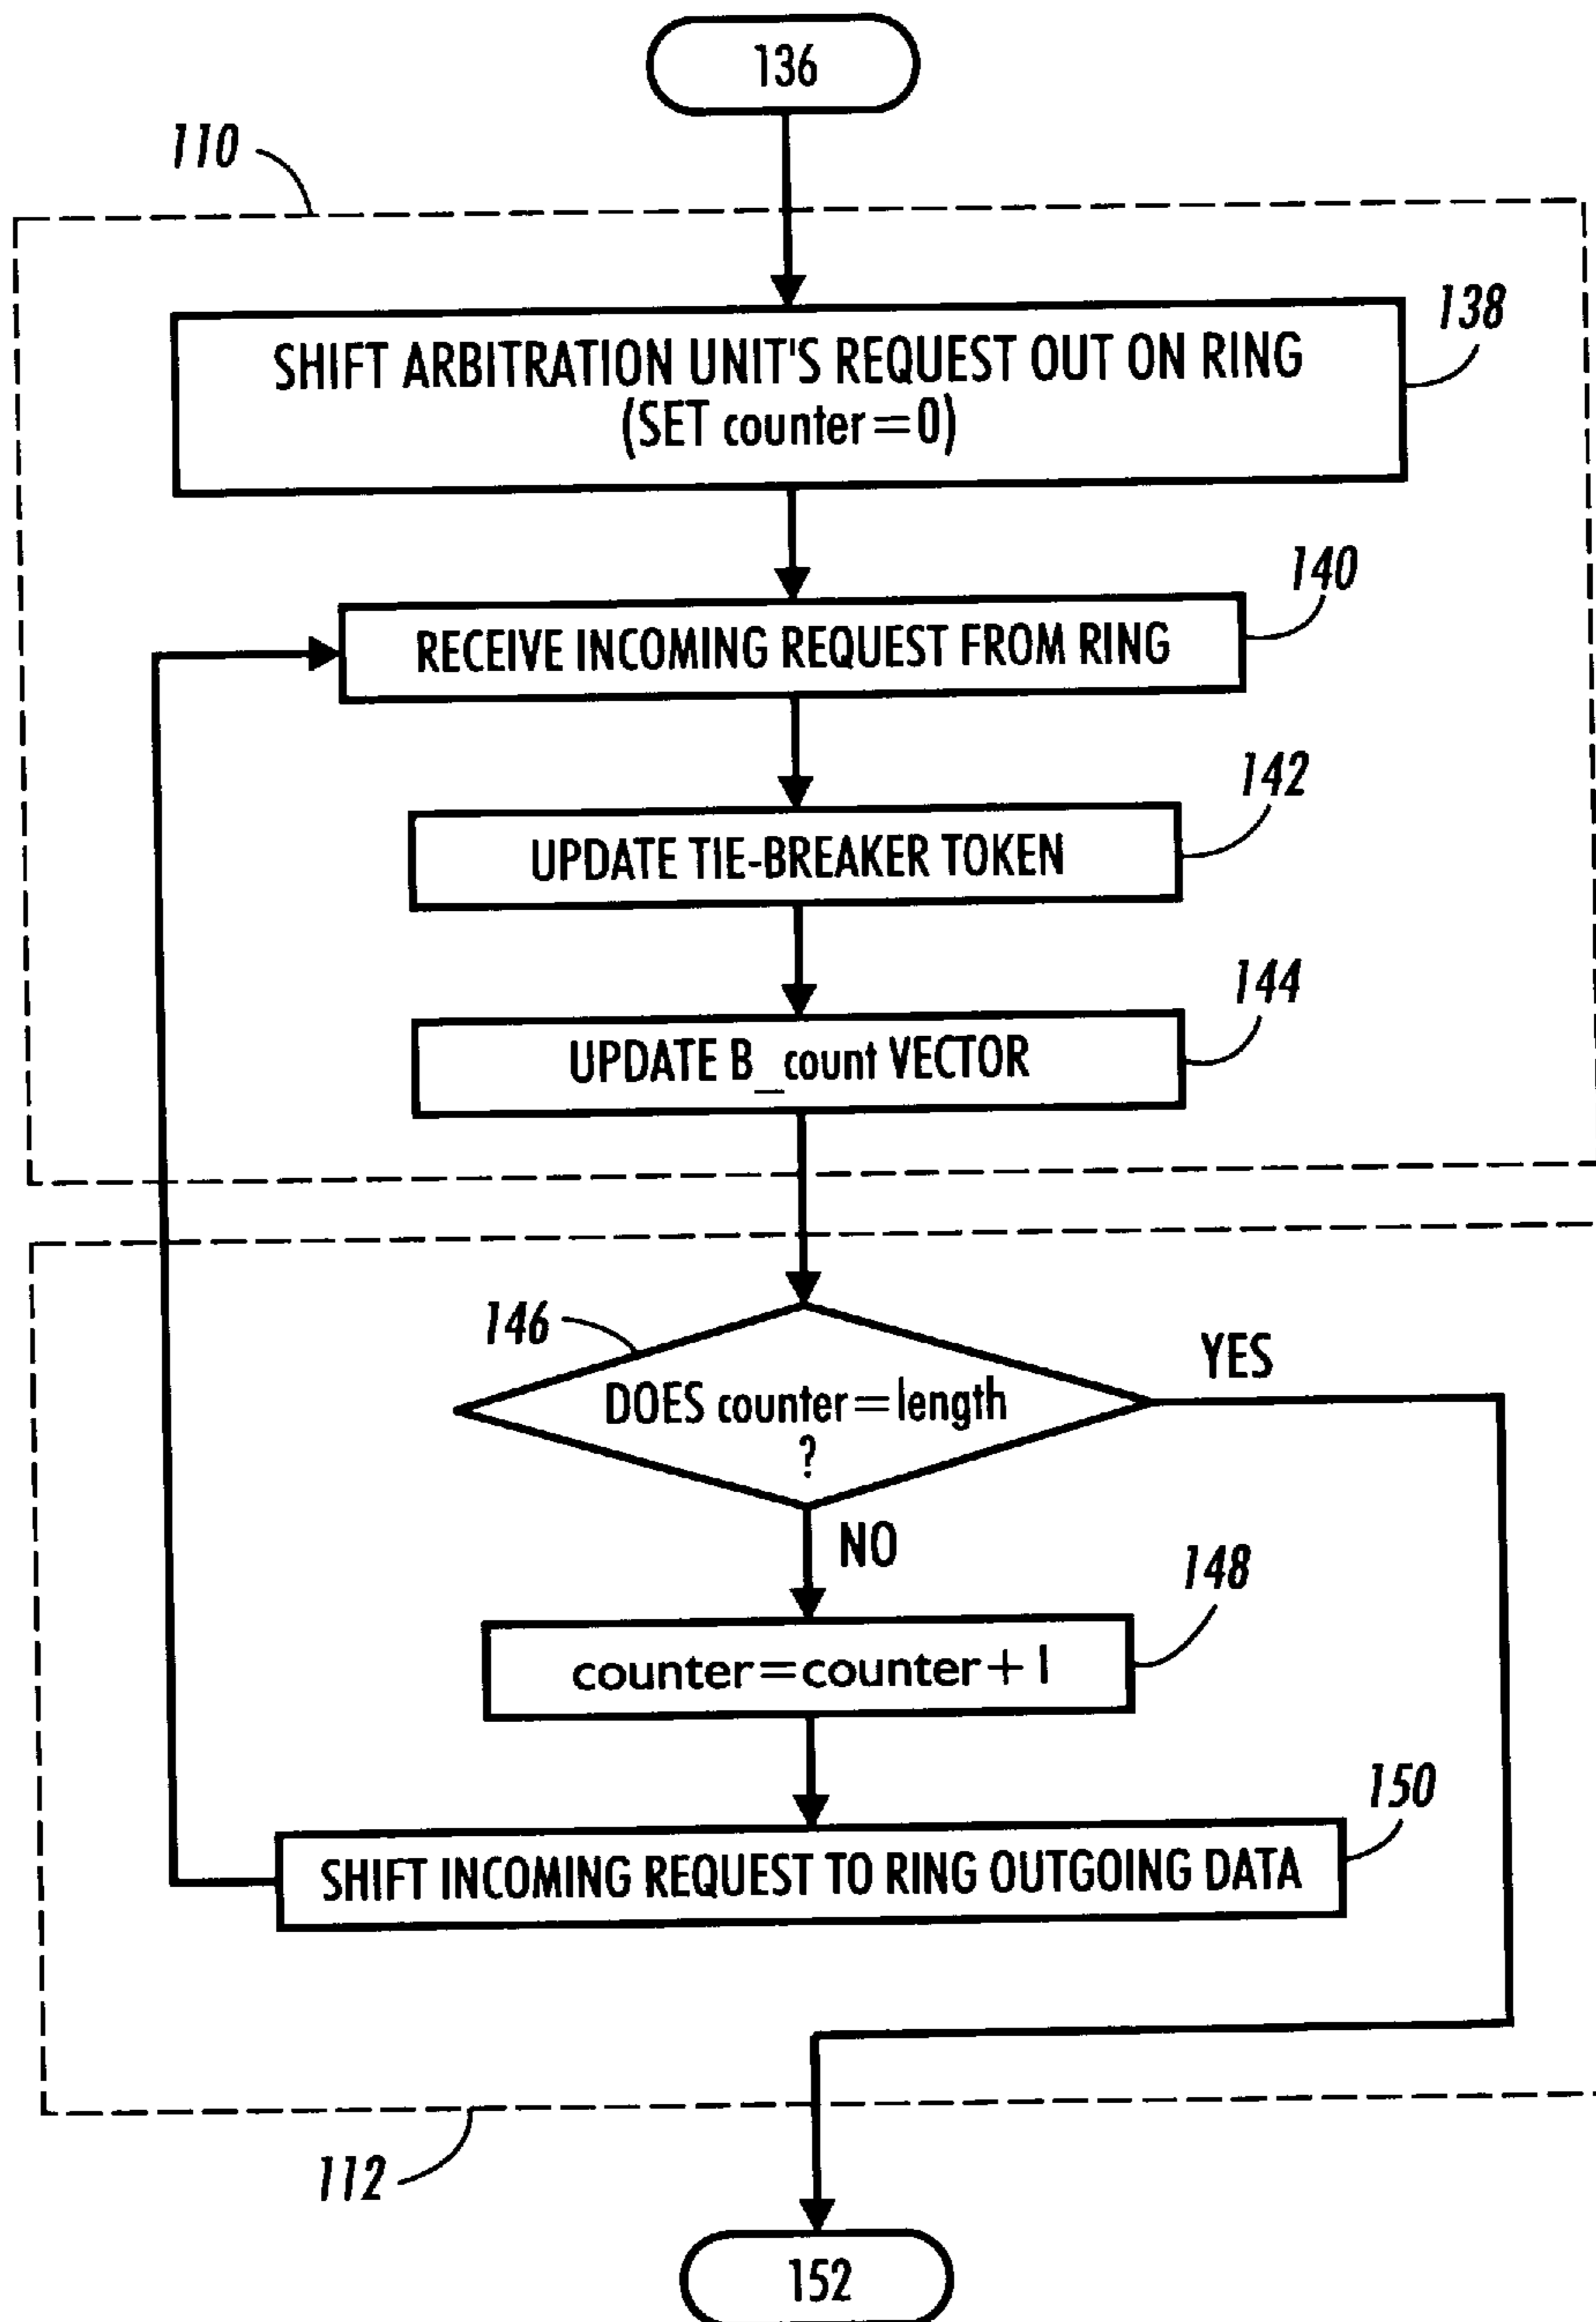 136
110
138
SHIFT ARBITRATION UNIT'S REQUEST OUT ON RING
(SET counter=0)
140
RECEIVE INCOMING REQUEST FROM RING
142
UPDATE TIE-BREAKER TOKEN
144
UPDATE B_count VECTOR
146
YES
DOES counter=length
?
NO
148
counter=counter+1
150
SHIFT INCOMING REQUEST TO RING OUTGOING DATA
112
152